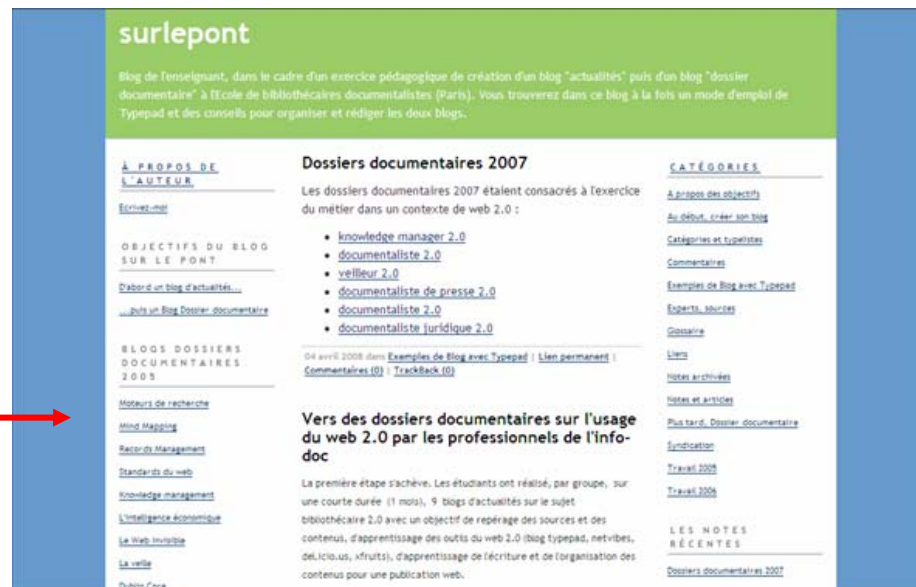 surlepont
Blog de l'enseignant, dans le cadre d'un exercice pédagogique de création d'un blog "actualités" puis d'un blog "dossier
documentaire" à l'Ecole de bibliothécaires documentalistes (Paris). Vous trouverez dans ce blog à la fois un mode d'emploi de
Typepad et des conseils pour organiser et rédiger les deux blogs.
À PROPOS DE
L'AUTEUR
Ecrivez-moi
OBJECTIFS DU BLOG
SUR LE PONT
D'abord un blog d'actualités...
...puis un Blog Dossier documentaire
BLOGS DOSSIERS
DOCUMENTAIRES
2005
Moteurs de recherche
Mind Mapping
Records Management
Standards du web
Knowledge management
L'intelligence économique
Le Web Invisible
La veille
Dublin Core
Dossiers documentaires 2007
Les dossiers documentaires 2007 étaient consacrés à l'exercice
du métier dans un contexte de web 2.0 :
• knowledge manager 2.0
• documentaliste 2.0
• veilleur 2.0
• documentaliste de presse 2.0
• documentaliste 2.0
• documentaliste juridique 2.0
04 avril 2008 dans Exemples de Blog avec Typepad | Lien permanent |
Commentaires (0) | TrackBack (0)
Vers des dossiers documentaires sur l'usage
du web 2.0 par les professionnels de l'info-
doc
La première étape s'achève. Les étudiants ont réalisé, par groupe, sur
une courte durée (1 mois), 9 blogs d'actualités sur le sujet
bibliothécaire 2.0 avec un objectif de repérage des sources et des
contenus, d'apprentissage des outils du web 2.0 (blog typepad, netvibes,
del.icio.us, xfruits), d'apprentissage de l'écriture et de l'organisation des
contenus pour une publication web.
CATÉGORIES
A propos des objectifs
Au début, créer son blog
Catégories et typelistes
Commentaires
Exemples de Blog avec Typepad
Experts, sources
Glossaire
Liens
Notes archivées
Notes et articles
Plus tard, Dossier documentaire
Syndication
Travail 2005
Travail 2006
LES NOTES
RÉCENTES
Dossiers documentaires 2007